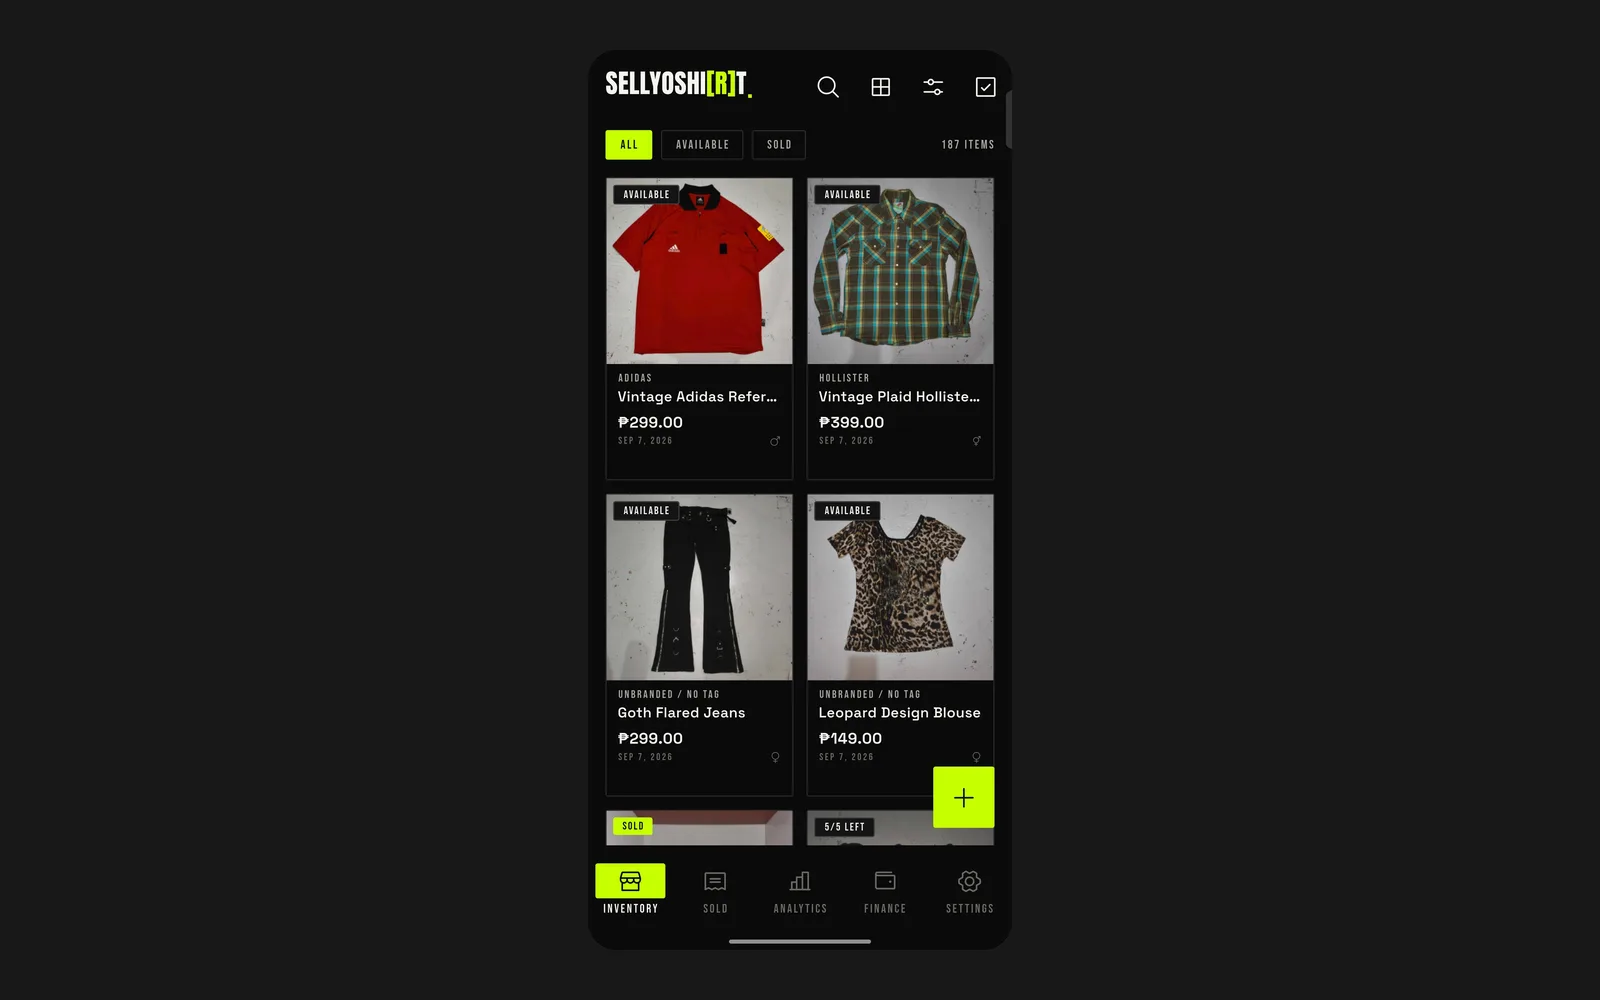 SELLYOSHI[R]T.
ALL AVAILABLE SOLD 187 ITEMS
AVAILABLE AVAILABLE
ADIDAS HOLLISTER
Vintage Adidas Refer... Vintage Plaid Holliste...
₱299.00 ₱399.00
SEP 7, 2026 SEP 7, 2026
AVAILABLE AVAILABLE
UNBRANDED / NO TAG UNBRANDED / NO TAG
Goth Flared Jeans Leopard Design Blouse
₱299.00 ₱149.00
SEP 7, 2026 SEP 7, 2026
SOLD 5/5 LEFT
INVENTORY SOLD ANALYTICS FINANCE SETTINGS